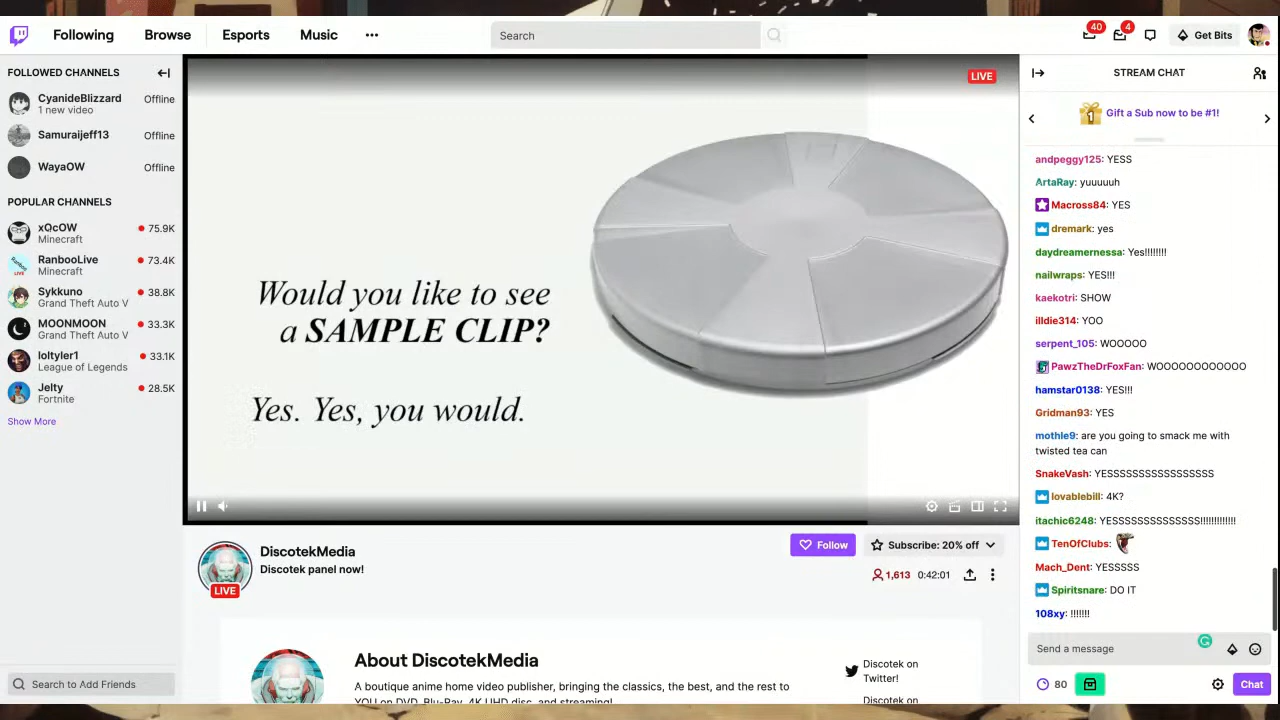 Following
Browse
Esports
Music
Search
40
4
Get Bits
FOLLOWED CHANNELS
CyanideBlizzard
Offline
1 new video
Samuraijeff13
Offline
WayaOW
Offline
POPULAR CHANNELS
xQcOW
75.9K
Minecraft
RanbooLive
73.4K
Minecraft
Sykkuno
38.8K
Grand Theft Auto V
MOONMOON
33.3K
Grand Theft Auto V
loltyler1
33.1K
League of Legends
Jelty
28.5K
Fortnite
Show More
Search to Add Friends
LIVE
Would you like to see
a SAMPLE CLIP?
Yes. Yes, you would.
DiscotekMedia
Discotek panel now!
LIVE
Follow
Subscribe: 20% off
1,613
0:42:01
About DiscotekMedia
A boutique anime home video publisher, bringing the classics, the best, and the rest to
YOU on DVD, Blu-Ray, 4K UHD disc, and streaming!
Discotek on
Twitter!
Discotek on
STREAM CHAT
1
Gift a Sub now to be #1!
andpeggy125: YESS
ArtaRay: yuuuuuh
Macross84: YES
dremark: yes
daydreamernessa: Yes!!!!!!!!
nailwraps: YES!!!
kaekotri: SHOW
illdie314: YOO
serpent_105: WOOOOO
PawzTheDrFoxFan: WOOOOOOOOOOOO
hamstar0138: YES!!!
Gridman93: YES
mothle9: are you going to smack me with
twisted tea can
SnakeVash: YESSSSSSSSSSSSSSSSS
lovablebill: 4K?
itachic6248: YESSSSSSSSSSSSSS!!!!!!!!!!!!!
TenOfClubs:
Mach_Dent: YESSSSS
Spiritsnare: DO IT
108xy: !!!!!!!
Send a message
80
Chat